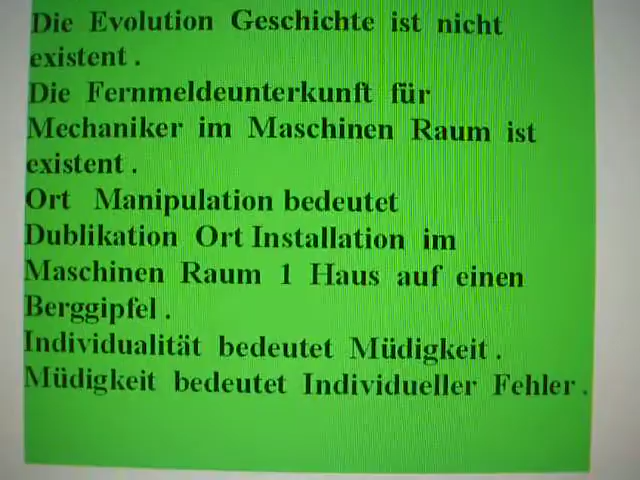 Die Evolution Geschichte ist nicht
existent .
Die Fernmeldeunterkunft für
Mechaniker im Maschinen Raum ist
existent .
Ort Manipulation bedeutet
Dublikation Ort Installation im
Maschinen Raum 1 Haus auf einen
Berggipfel .
Individualität bedeutet Müdigkeit .
Müdigkeit bedeutet Individueller Fehler .